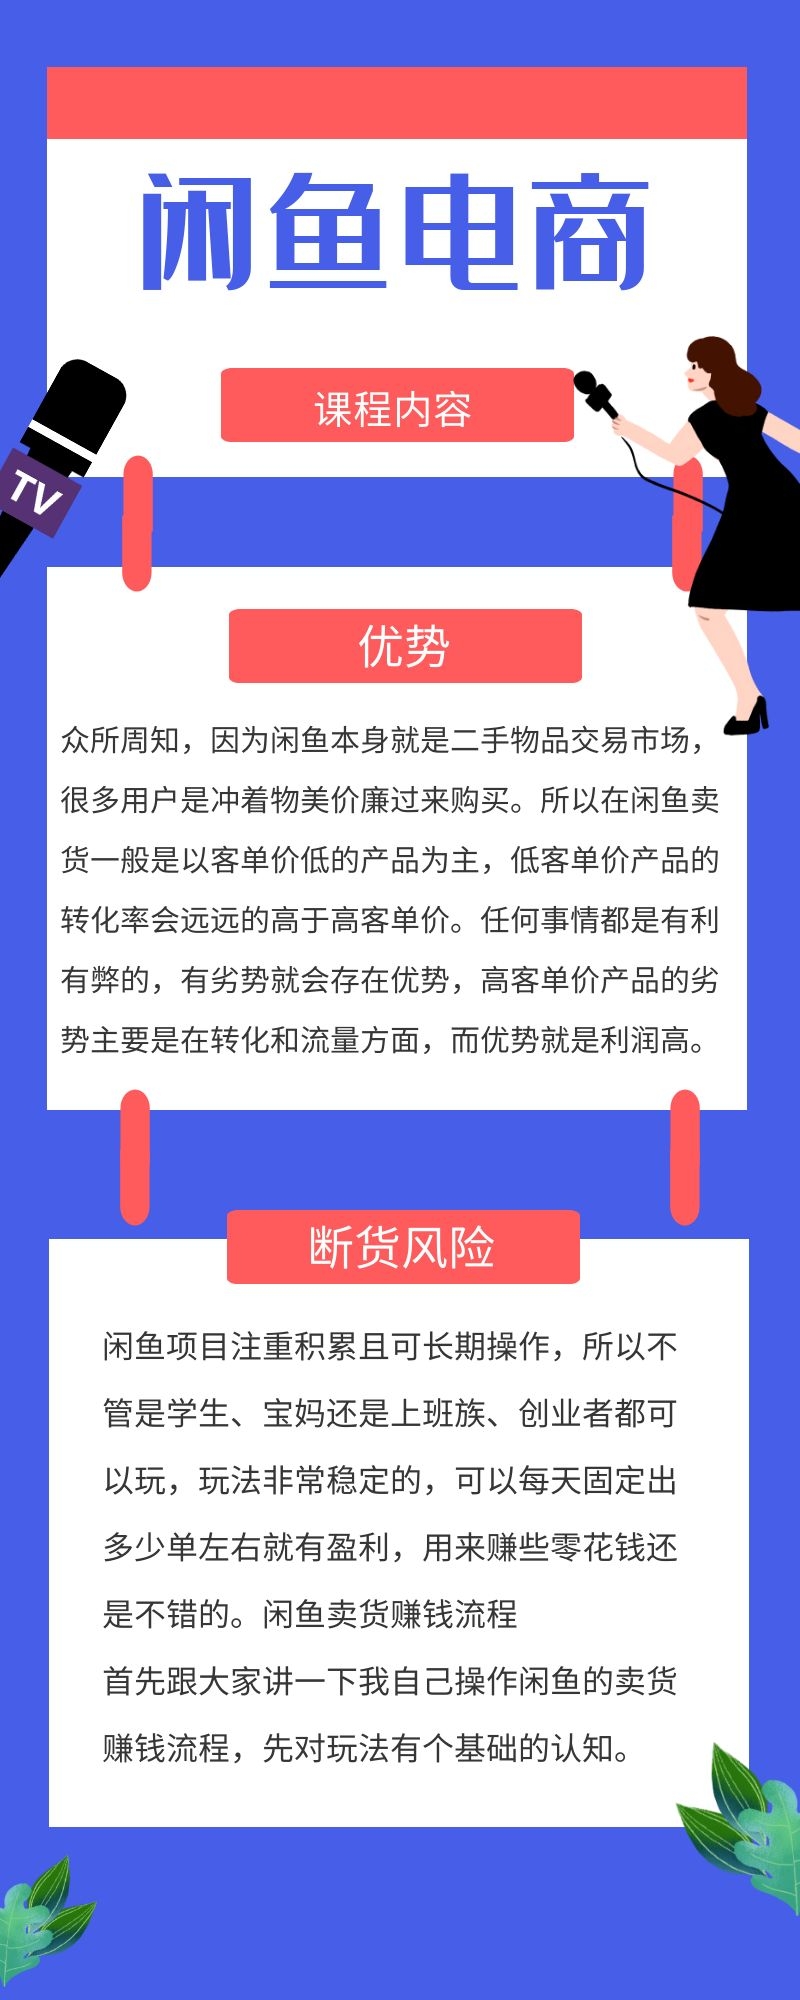 闲鱼电商
课程内容
TV
优势
众所周知，因为闲鱼本身就是二手物品交易市场，
很多用户是冲着物美价廉过来购买。所以在闲鱼卖
货一般是以客单价低的产品为主，低客单价产品的
转化率会远远的高于高客单价。任何事情都是有利
有弊的，有劣势就会存在优势，高客单价产品的劣
势主要是在转化和流量方面，而优势就是利润高。
断货风险
闲鱼项目注重积累且可长期操作，所以不
管是学生、宝妈还是上班族、创业者都可
以玩，玩法非常稳定的，可以每天固定出
多少单左右就有盈利，用来赚些零花钱还
是不错的。闲鱼卖货赚钱流程
首先跟大家讲一下我自己操作闲鱼的卖货
赚钱流程，先对玩法有个基础的认知。